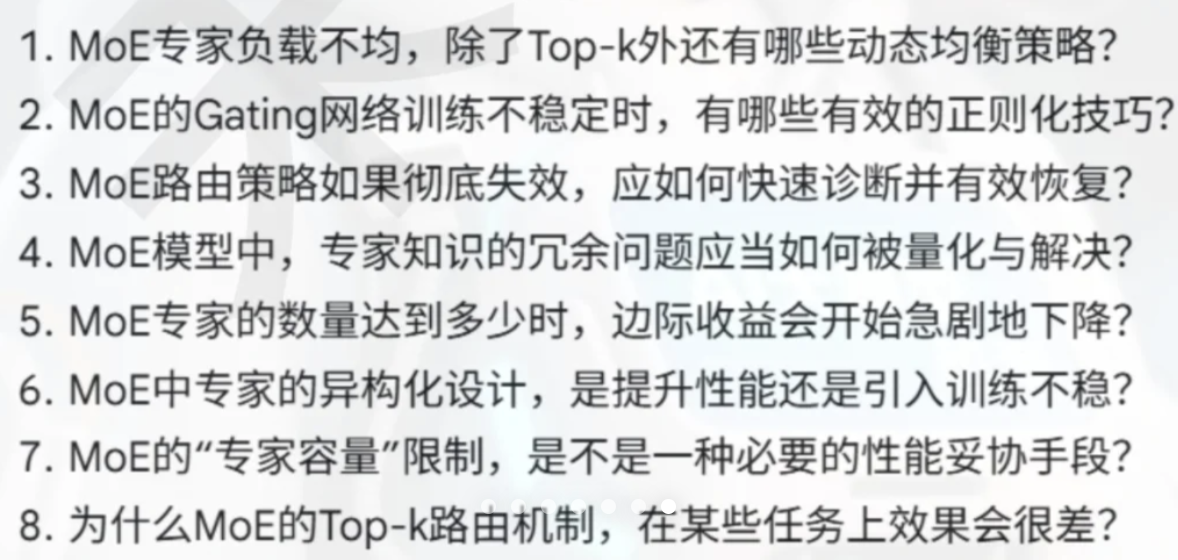 1. MoE专家负载不均，除了Top-k外还有哪些动态均衡策略？
2. MoE的Gating网络训练不稳定时，有哪些有效的正则化技巧？
3. MoE路由策略如果彻底失效，应如何快速诊断并有效恢复？
4. MoE模型中，专家知识的冗余问题应当如何被量化与解决？
5. MoE专家的数量达到多少时，边际收益会开始急剧地下降？
6. MoE中专家的异构化设计，是提升性能还是引入训练不稳？
7. MoE的“专家容量”限制，是不是一种必要的性能妥协手段？
8. 为什么MoE的Top-k路由机制，在某些任务上效果会很差？